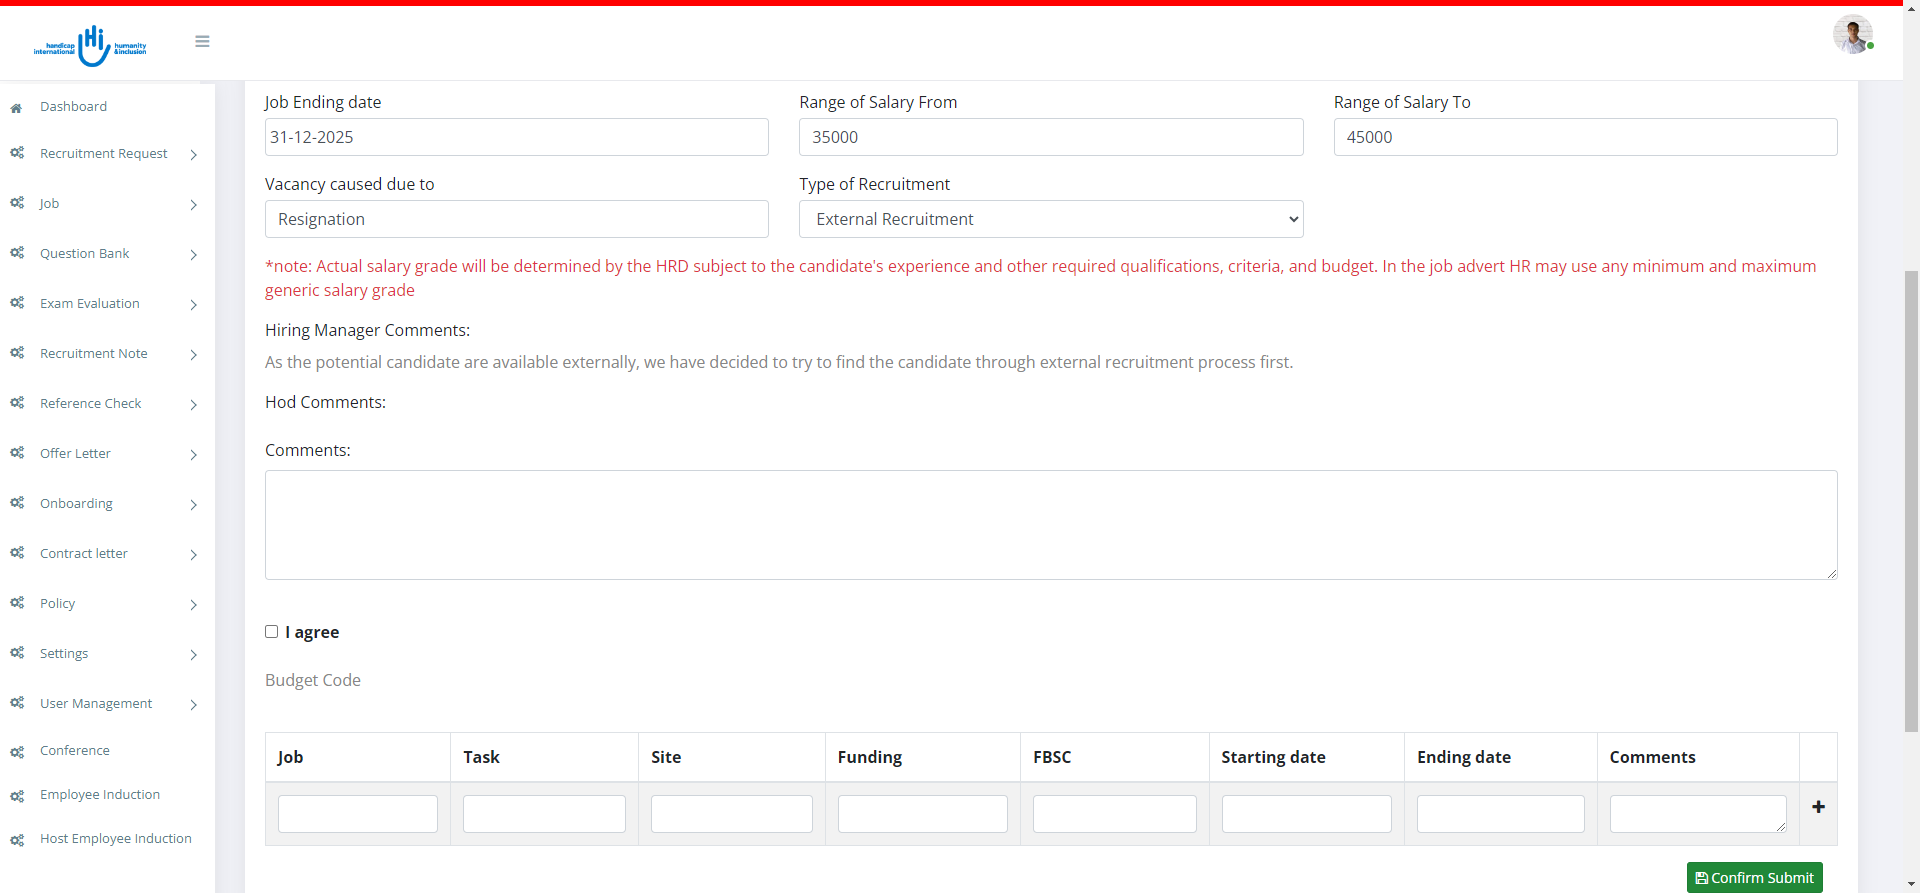 handicap international Hi humanity &inclusion
Dashboard
Recruitment Request
Job
Question Bank
Exam Evaluation
Recruitment Note
Reference Check
Offer Letter
Onboarding
Contract letter
Policy
Settings
User Management
Conference
Employee Induction
Host Employee Induction
Job Ending date Range of Salary From Range of Salary To
31-12-2025 35000 45000
Vacancy caused due to Type of Recruitment
Resignation External Recruitment
*note: Actual salary grade will be determined by the HRD subject to the candidate's experience and other required qualifications, criteria, and budget. In the job advert HR may use any minimum and maximum
generic salary grade
Hiring Manager Comments:
As the potential candidate are available externally, we have decided to try to find the candidate through external recruitment process first.
Hod Comments:
Comments:
I agree
Budget Code
Job Task Site Funding FBSC Starting date Ending date Comments
Confirm Submit